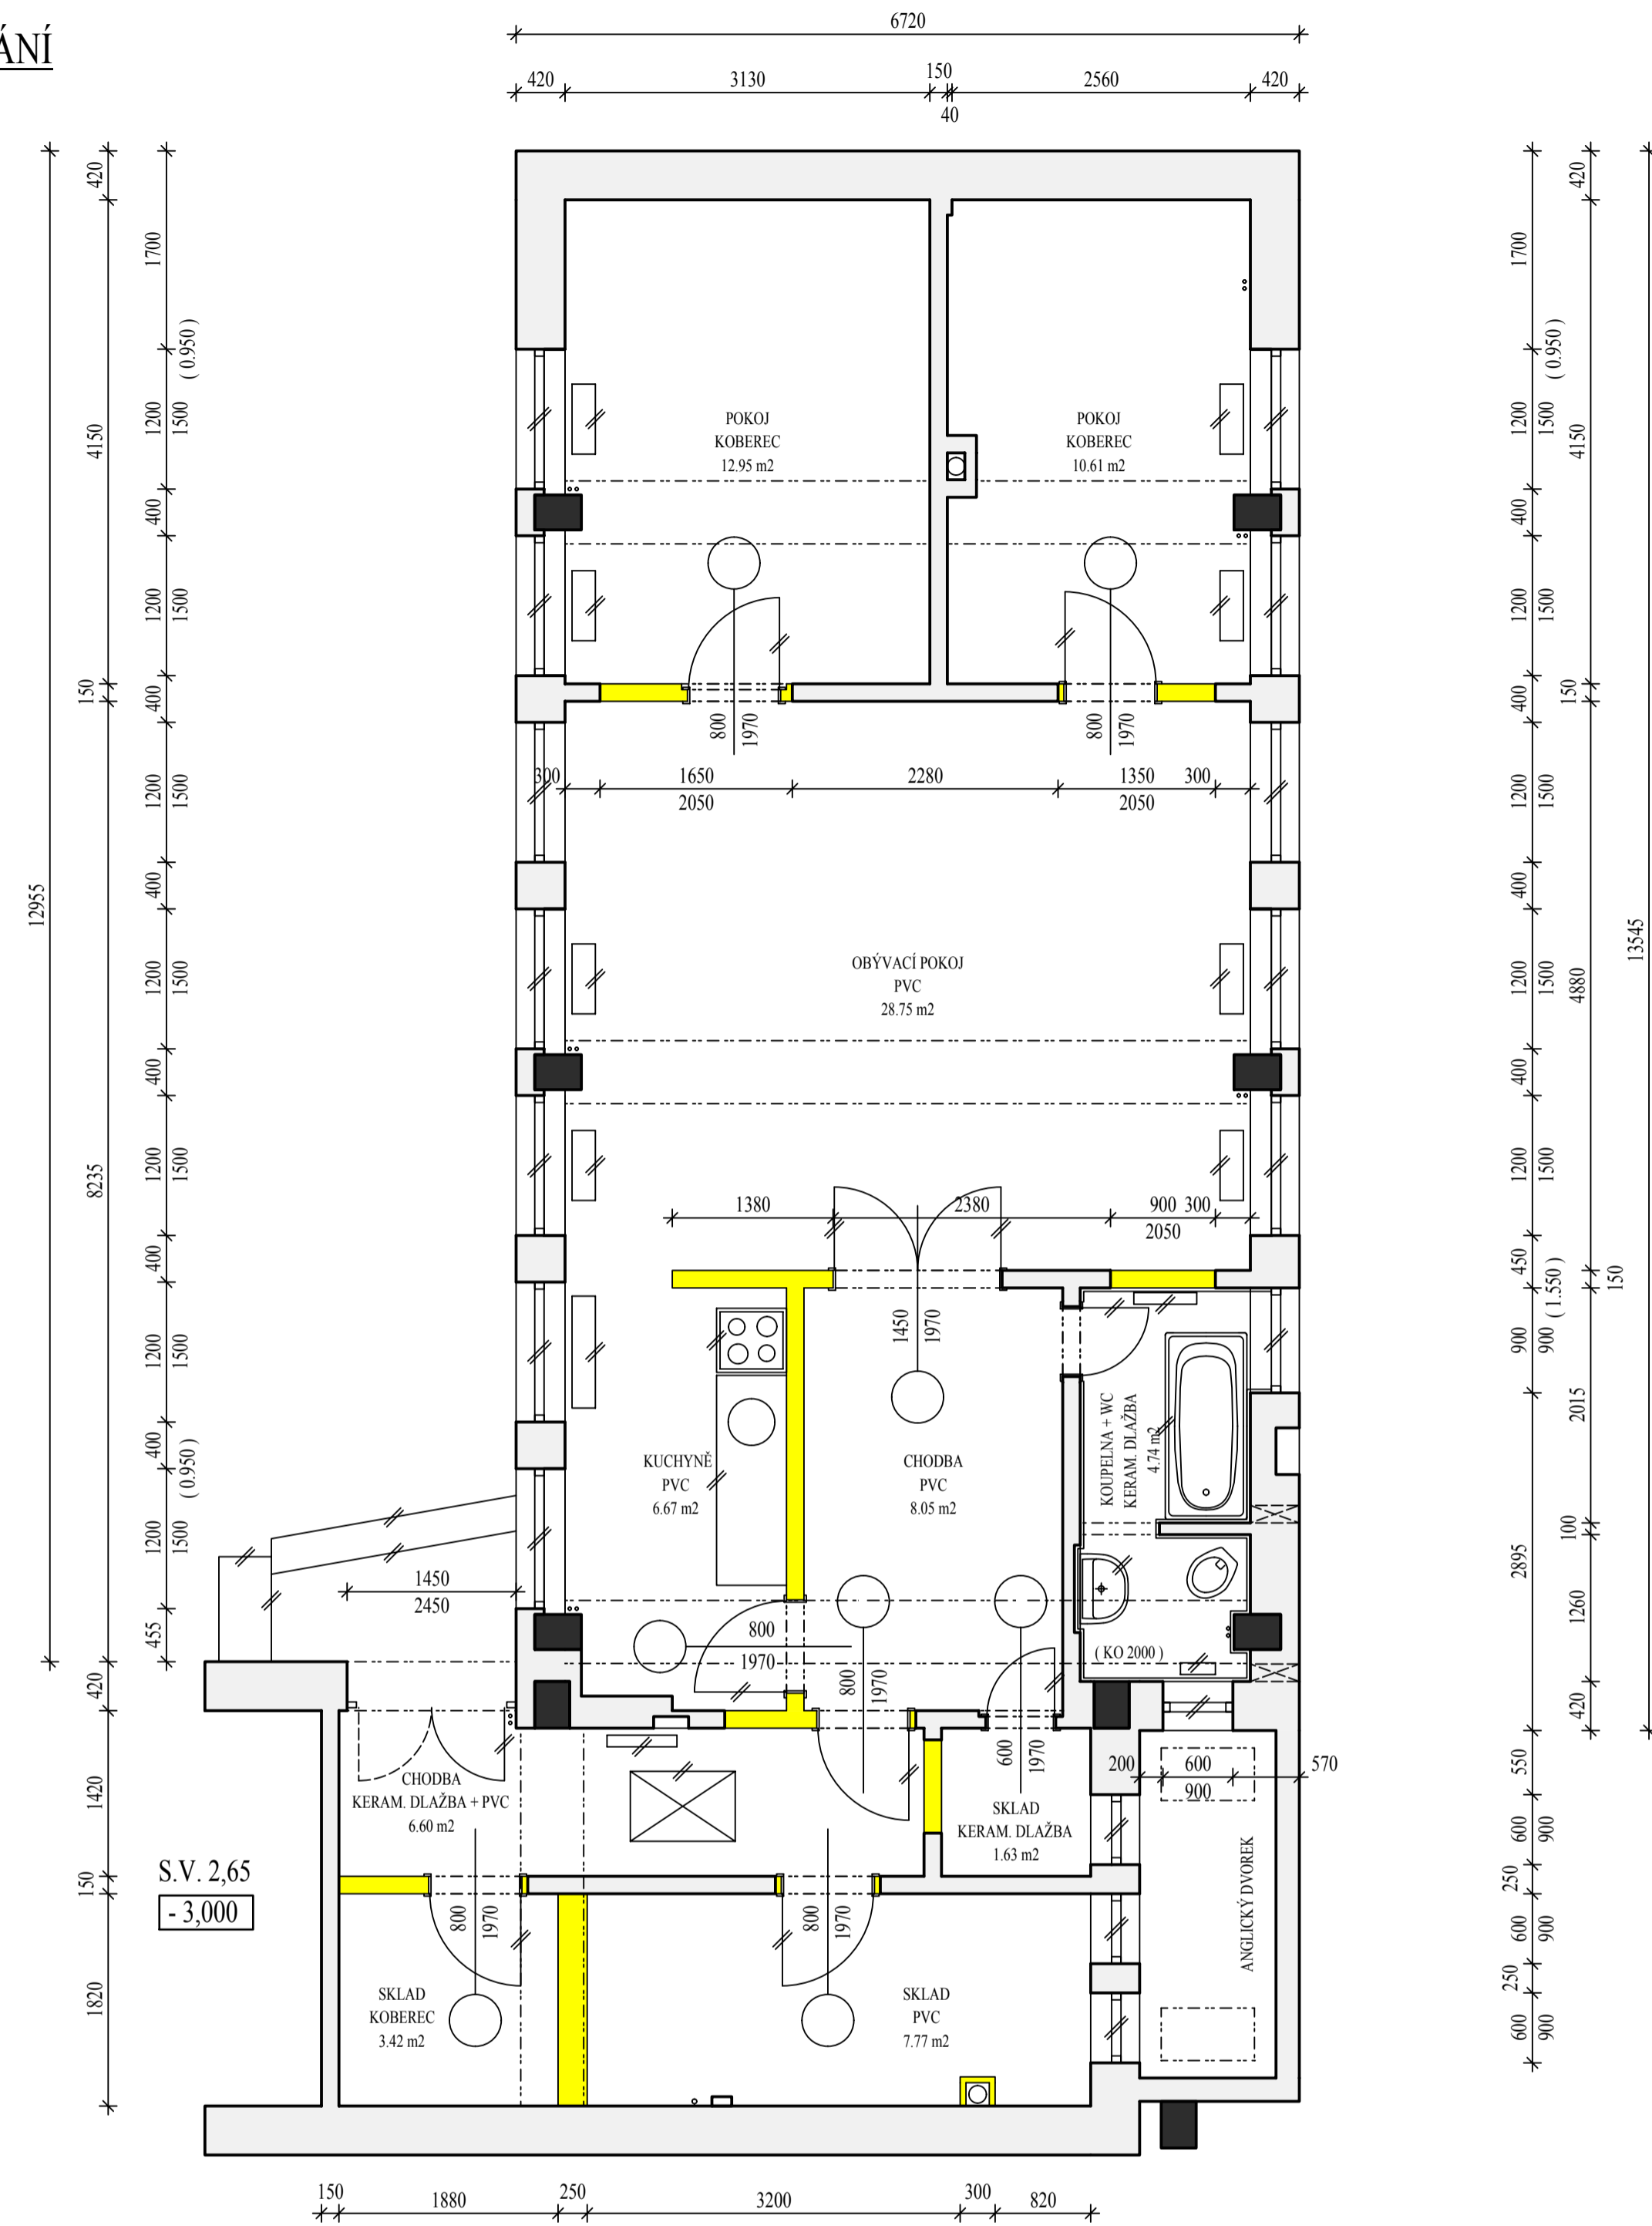 ÁNÍ
6720
420 3130 150 2560 420
40
12955
420
4150
150
8235
420
1420
150
1820
1700
( 0.950 )
1200
1500
400
1200
1500
400
1200
1500
400
1200
1500
400
1200
1500
400
1200
1500
400
( 0.950 )
1200
1500
455
POKOJ
KOBEREC
12.95 m2
POKOJ
KOBEREC
10.61 m2
800
1970
800
1970
300 1650 2280 1350 300
2050 2050
OBÝVACÍ POKOJ
PVC
28.75 m2
1380 2380 900 300
2050
1450
1970
KUCHYNĚ
PVC
6.67 m2
CHODBA
PVC
8.05 m2
KOUPELNA + WC
KERAM. DLAŽBA
4.74 m2
( KO 2000 )
1450
2450
800
1970
800
1970
600
1970
CHODBA
KERAM. DLAŽBA + PVC
6.60 m2
SKLAD
KERAM. DLAŽBA
1.63 m2
200 600 570
900
ANGLICKÝ DVOREK
S.V. 2,65
- 3,000
800
1970
800
1970
SKLAD
KOBEREC
3.42 m2
SKLAD
PVC
7.77 m2
150 1880 250 3200 300 820
1700
( 0.950 )
1200
1500
400
1200
1500
400
1200
1500
400
1200
1500
400
1200
1500
450
( 1.550 )
900
900
2895
550
600
900
250
600
900
250
600
900
420
4150
150
4880
150
2015
100
1260
420
13545